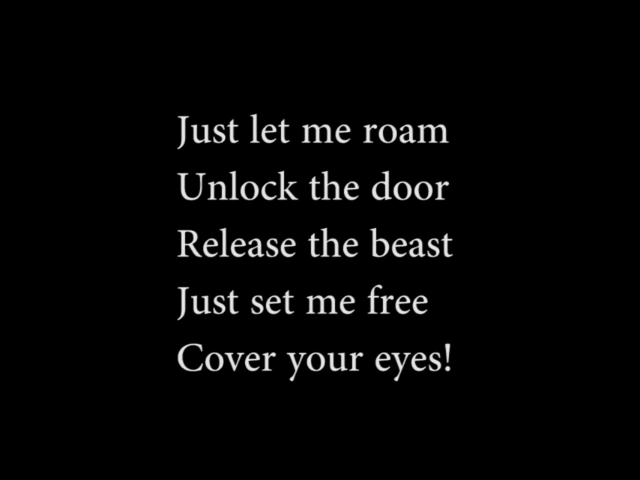 Just let me roam
Unlock the door
Release the beast
Just set me free
Cover your eyes!